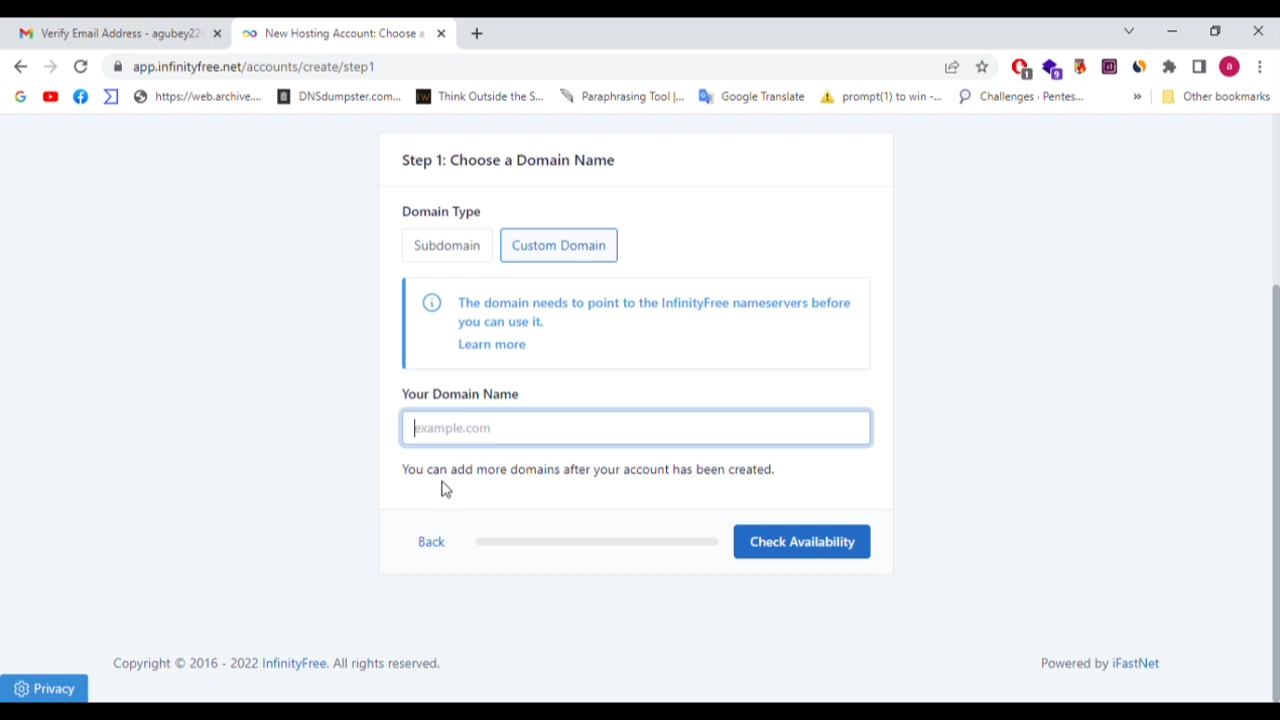 Verify Email Address - agubey22
New Hosting Account: Choose a
app.infinityfree.net/accounts/create/step1
1
9
a
https://web.archive....
DNSdumpster.com...
Think Outside the S...
Paraphrasing Tool |...
Google Translate
prompt(1) to win -...
Challenges · Pentes...
»
Other bookmarks
Step 1: Choose a Domain Name
Domain Type
Subdomain
Custom Domain
The domain needs to point to the InfinityFree nameservers before
you can use it.
Learn more
Your Domain Name
example.com
You can add more domains after your account has been created.
Back
Check Availability
Copyright © 2016 - 2022 InfinityFree. All rights reserved.
Powered by iFastNet
Privacy